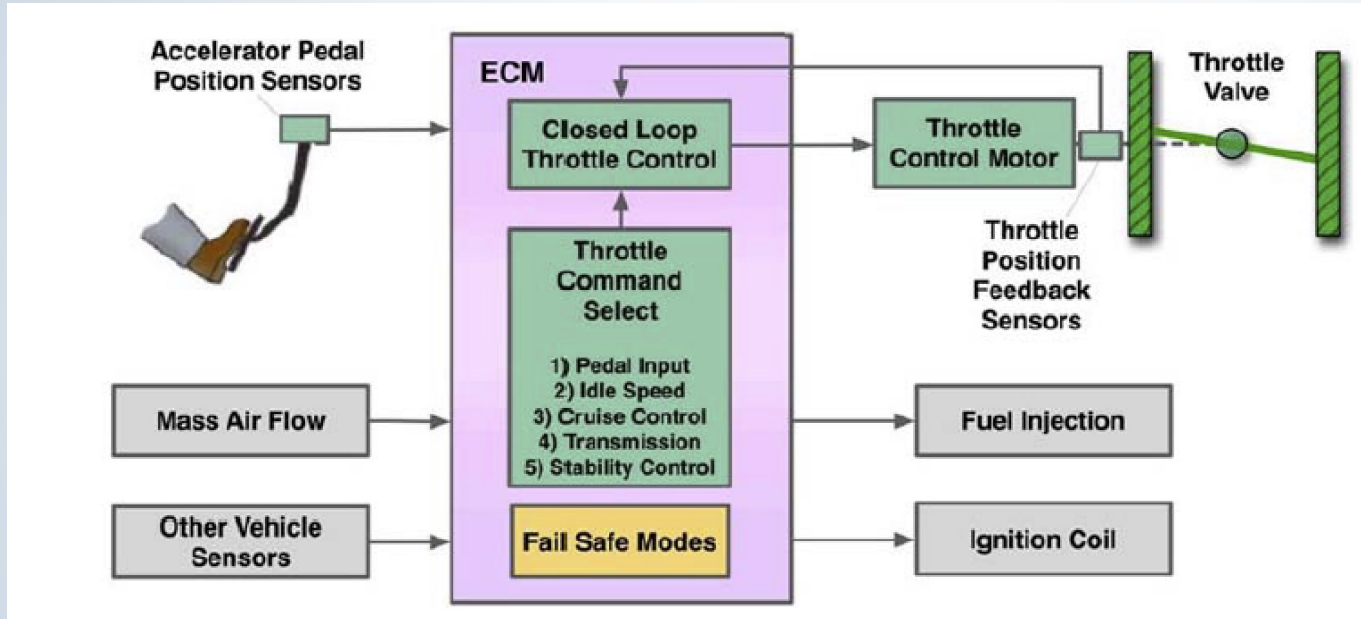 Accelerator Pedal
Position Sensors
ECM
Closed Loop
Throttle Control
Throttle
Control Motor
Throttle
Valve
Throttle
Position
Feedback
Sensors
Throttle
Command
Select
1) Pedal Input
2) Idle Speed
3) Cruise Control
4) Transmission
5) Stability Control
Mass Air Flow
Fuel Injection
Other Vehicle
Sensors
Fail Safe Modes
Ignition Coil